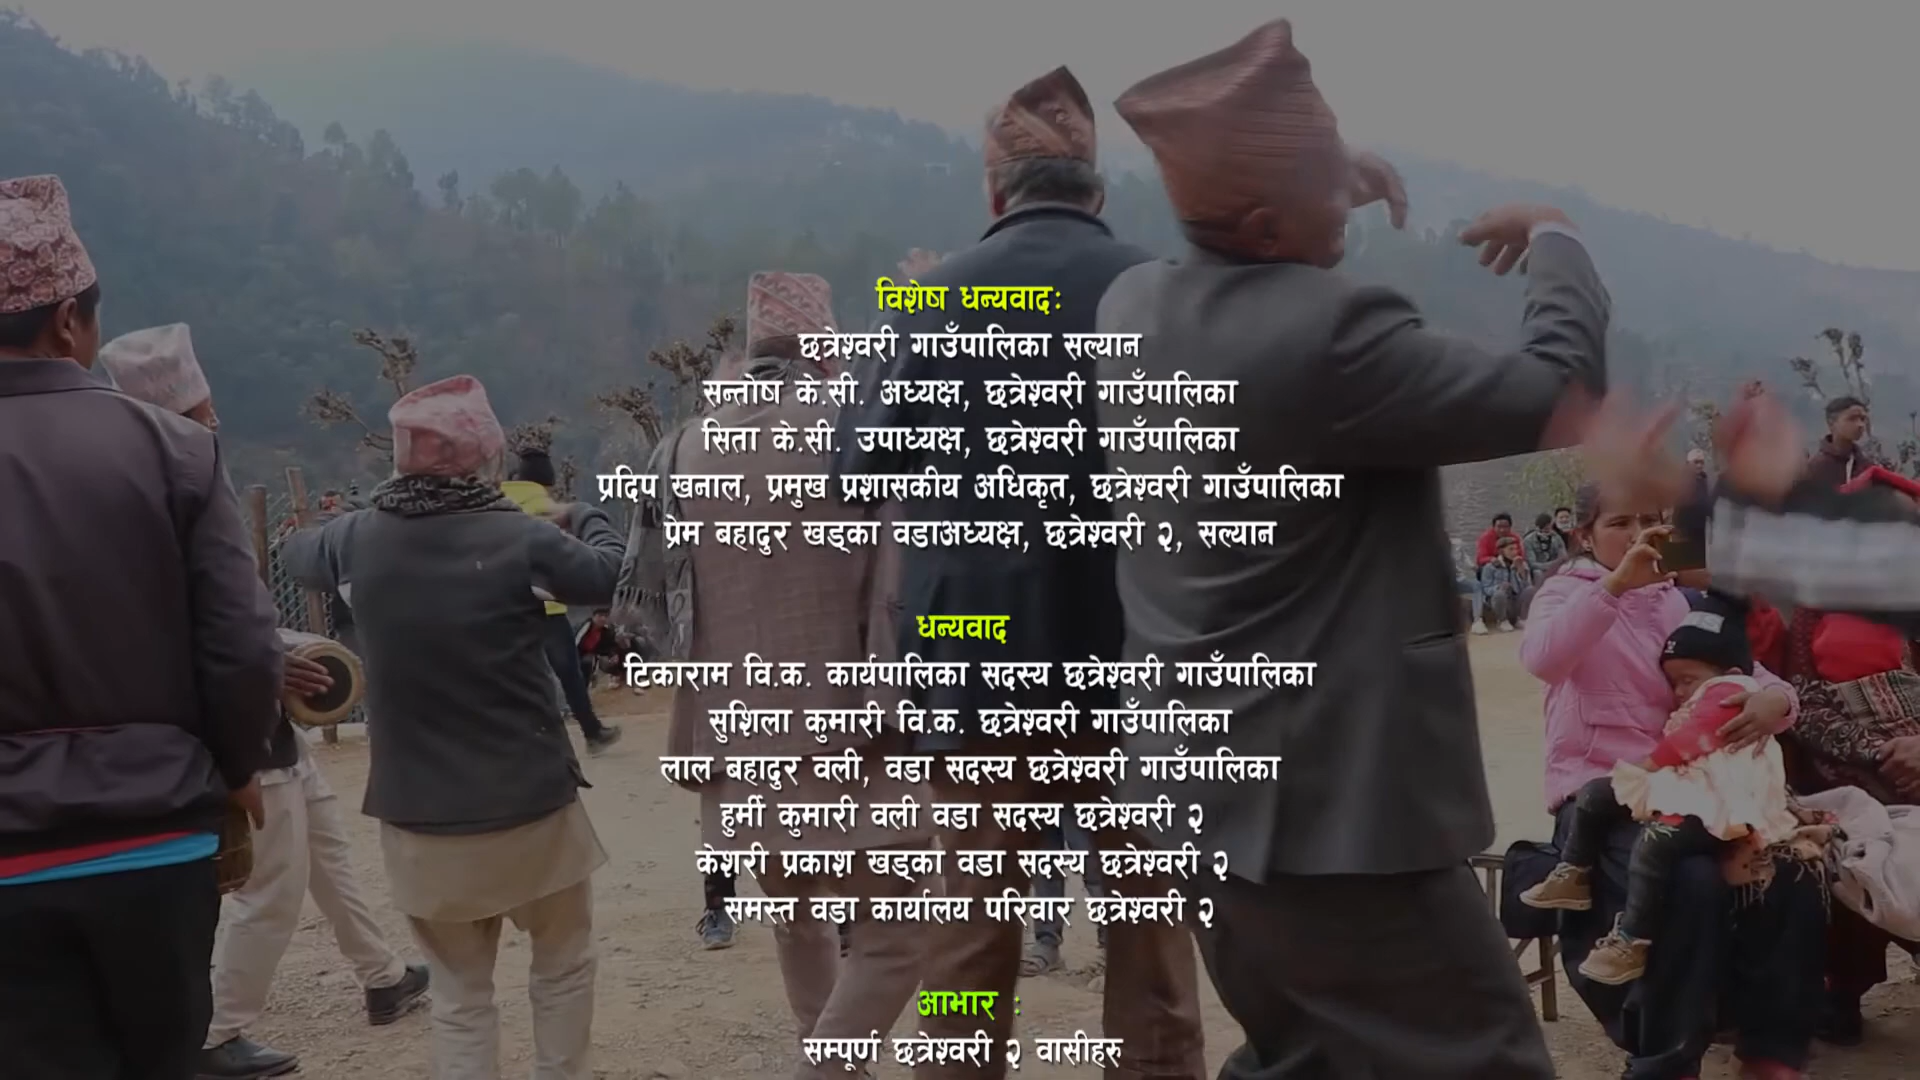 विशेष धन्यवादः
छत्रेश्वरी गाउँपालिका सल्यान
सन्तोष के.सी. अध्यक्ष, छत्रेश्वरी गाउँपालिका
सिता के.सी. उपाध्यक्ष, छत्रेश्वरी गाउँपालिका
प्रदिप खनाल, प्रमुख प्रशासकीय अधिकृत, छत्रेश्वरी गाउँपालिका
प्रेम बहादुर खड्का वडाअध्यक्ष, छत्रेश्वरी २, सल्यान
धन्यवाद
टिकाराम वि.क. कार्यपालिका सदस्य छत्रेश्वरी गाउँपालिका
सुशिला कुमारी वि.क. छत्रेश्वरी गाउँपालिका
लाल बहादुर वली, वडा सदस्य छत्रेश्वरी गाउँपालिका
हुर्मी कुमारी वली वडा सदस्य छत्रेश्वरी २
केशरी प्रकाश खड्का वडा सदस्य छत्रेश्वरी २
समस्त वडा कार्यालय परिवार छत्रेश्वरी २
आभार :
सम्पूर्ण छत्रेश्वरी २ वासीहरु